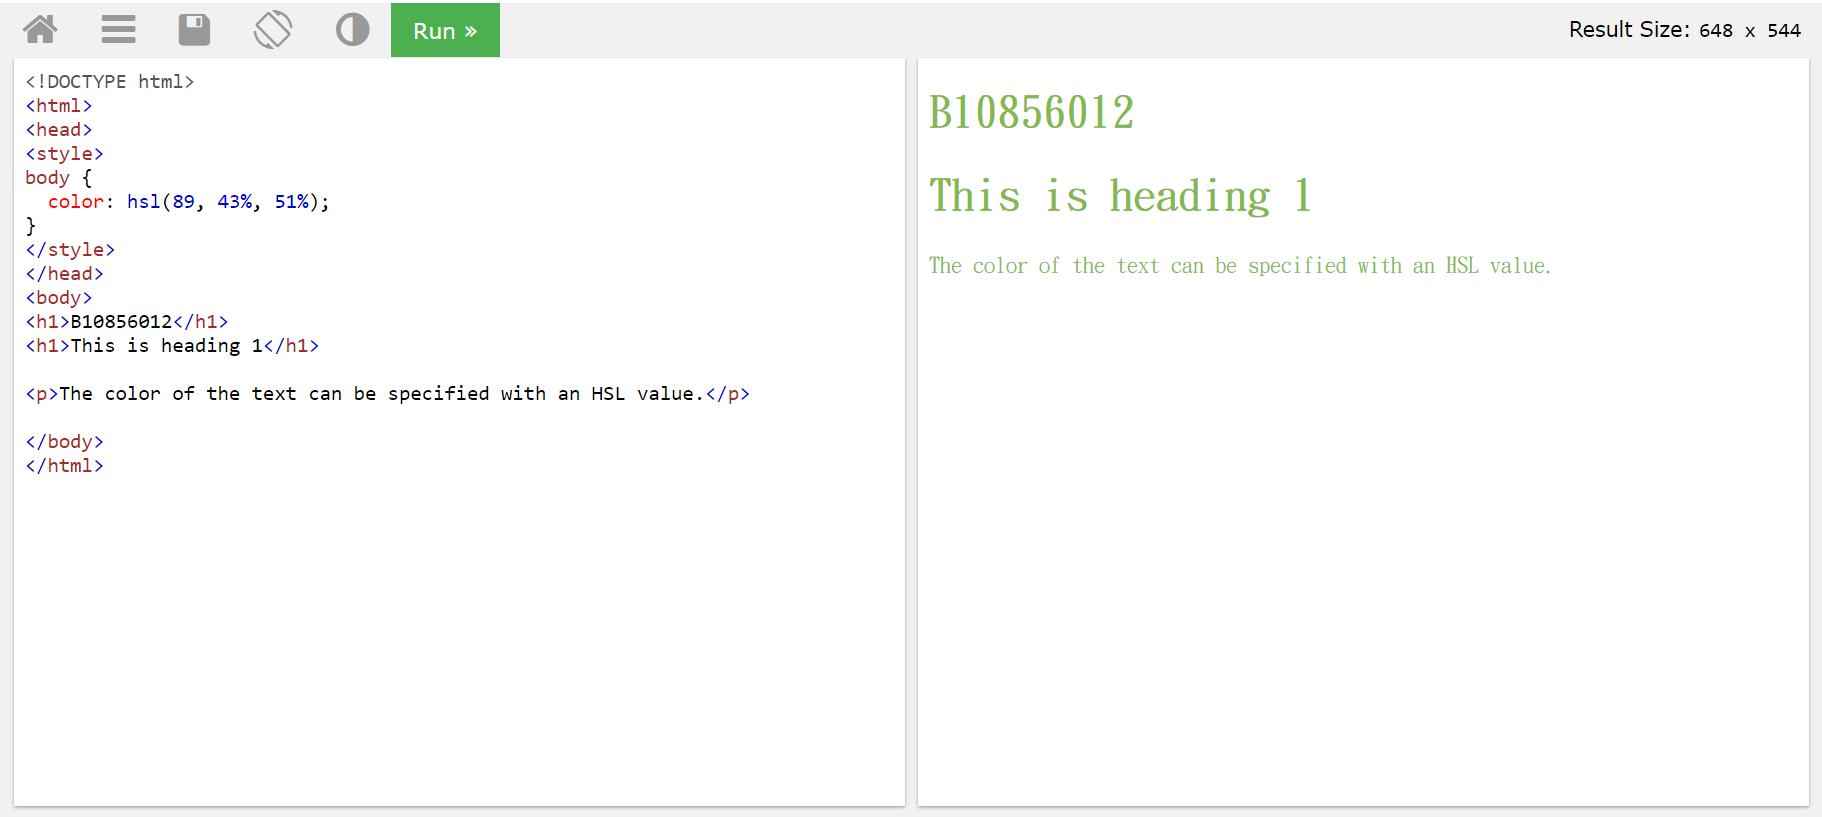 Run »
Result Size: 648 x 544
<!DOCTYPE html>
<html>
<head>
<style>
body {
  color: hsl(89, 43%, 51%);
}
</style>
</head>
<body>
<h1>B10856012</h1>
<h1>This is heading 1</h1>

<p>The color of the text can be specified with an HSL value.</p>

</body>
</html>
B10856012
This is heading 1
The color of the text can be specified with an HSL value.